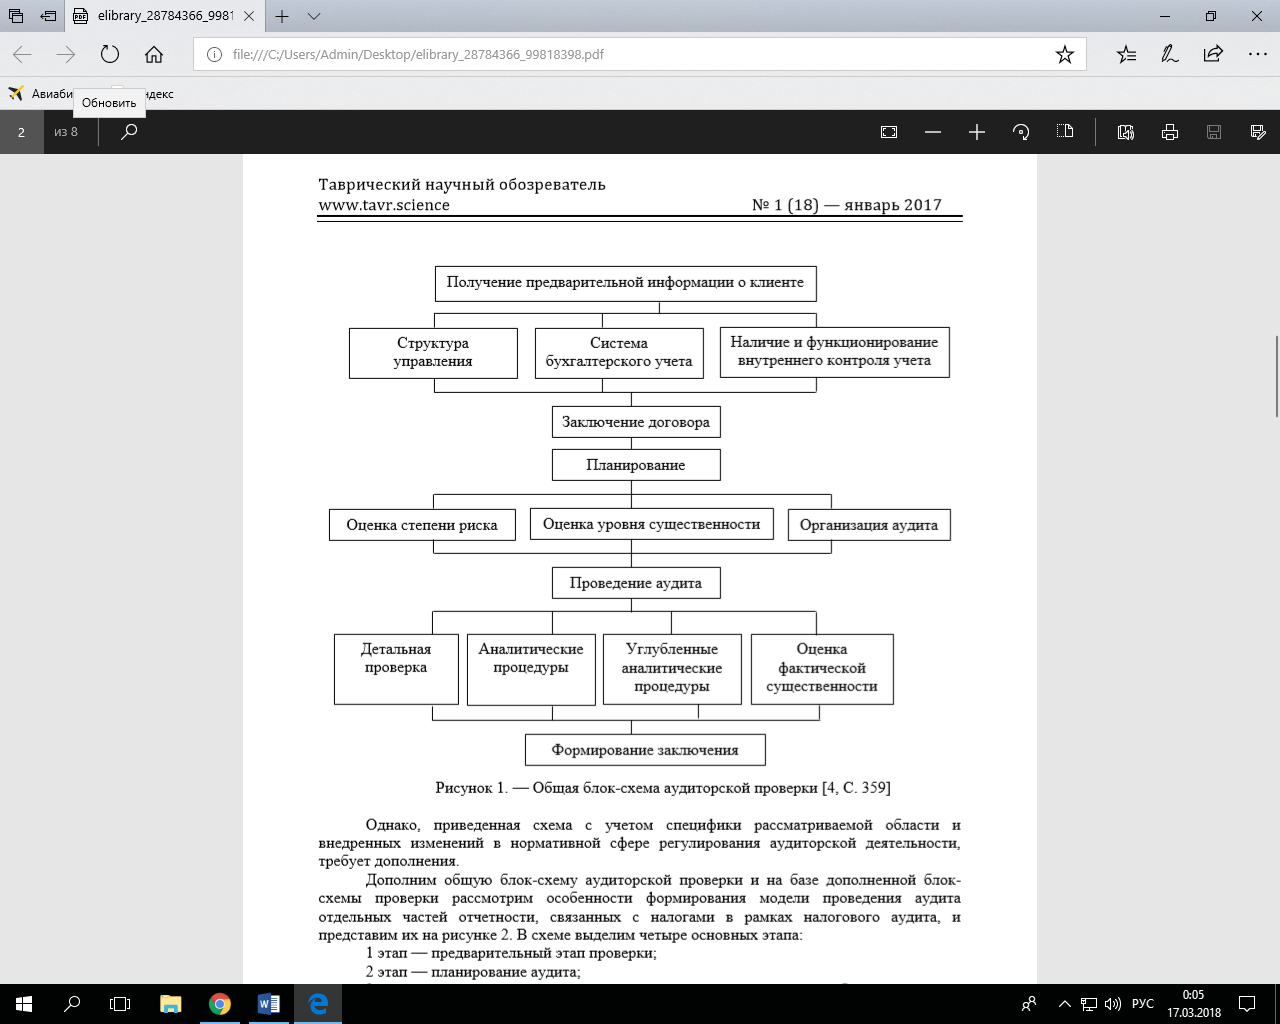 elibrary_28784366_9981
file:///C:/Users/Admin/Desktop/elibrary_28784366_99818398.pdf
Авиаби
ндекс
Обновить
2 из 8
Таврический научный обозреватель
www.tavr.science № 1 (18) — январь 2017
Получение предварительной информации о клиенте
Структура
управления
Система
бухгалтерского учета
Наличие и функционирование
внутреннего контроля учета
Заключение договора
Планирование
Оценка степени риска
Оценка уровня существенности
Организация аудита
Проведение аудита
Детальная
проверка
Аналитические
процедуры
Углубленные
аналитические
процедуры
Оценка
фактической
существенности
Формирование заключения
Рисунок 1. — Общая блок-схема аудиторской проверки [4, С. 359]
Однако, приведенная схема с учетом специфики рассматриваемой области и
внедренных изменений в нормативной сфере регулирования аудиторской деятельности,
требует дополнения.
Дополним общую блок-схему аудиторской проверки и на базе дополненной блок-
схемы проверки рассмотрим особенности формирования модели проведения аудита
отдельных частей отчетности, связанных с налогами в рамках налогового аудита, и
представим их на рисунке 2. В схеме выделим четыре основных этапа:
1 этап — предварительный этап проверки;
2 этап — планирование аудита;
РУС
0:05
17.03.2018